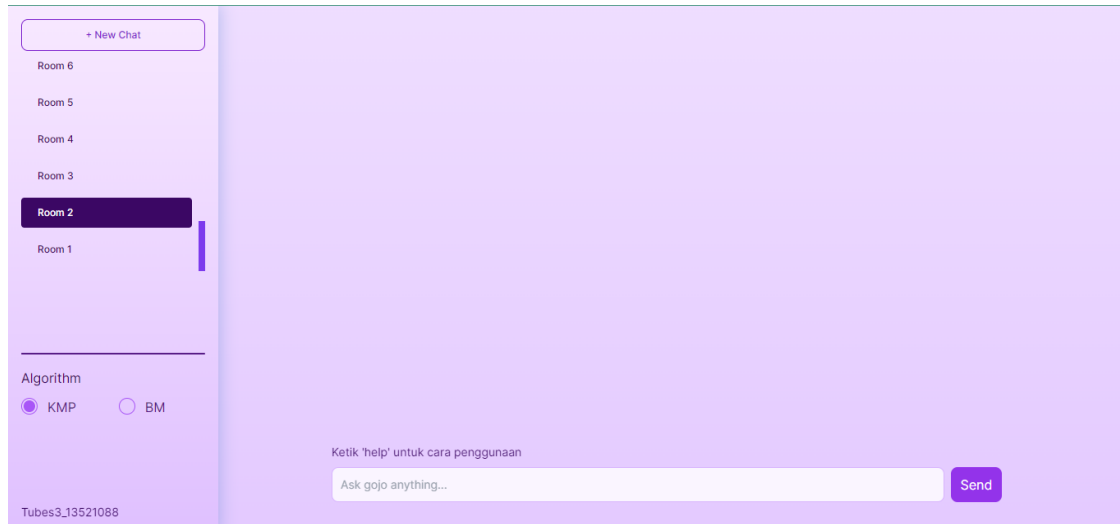 + New Chat
Room 6
Room 5
Room 4
Room 3
Room 2
Room 1
Algorithm
KMP BM
Tubes3_13521088
Ketik 'help' untuk cara penggunaan
Ask gojo anything...
Send